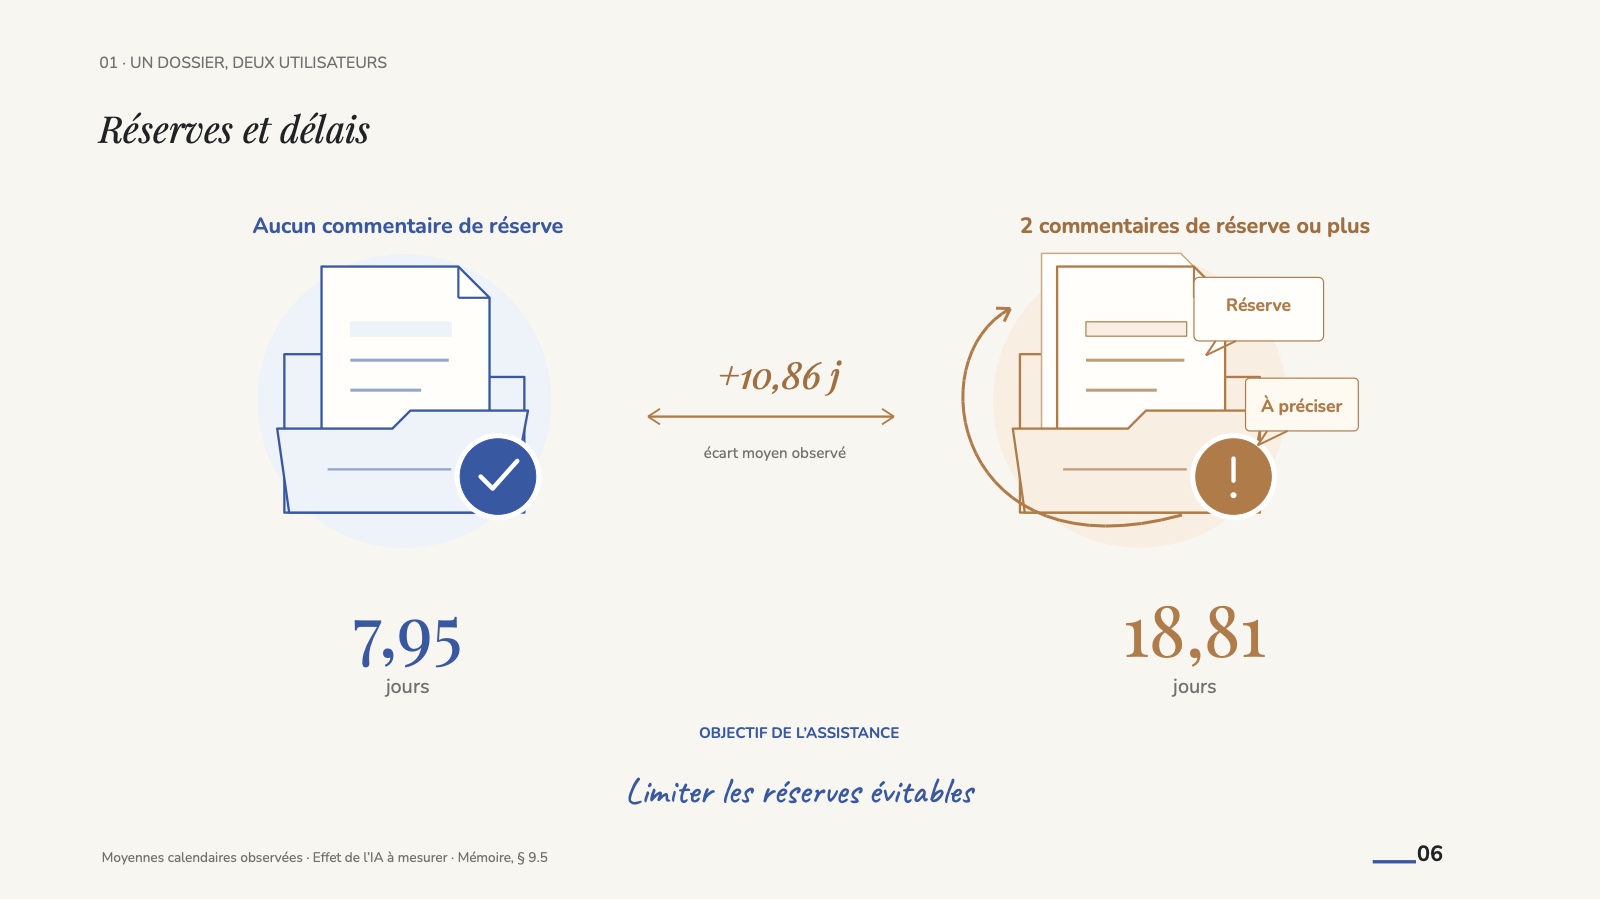 01 · UN DOSSIER, DEUX UTILISATEURS
Réserves et délais
Aucun commentaire de réserve
2 commentaires de réserve ou plus
Réserve
À préciser
+10,86 j
écart moyen observé
7,95
jours
18,81
jours
OBJECTIF DE L’ASSISTANCE
Limiter les réserves évitables
Moyennes calendaires observées · Effet de l’IA à mesurer · Mémoire, § 9.5
06